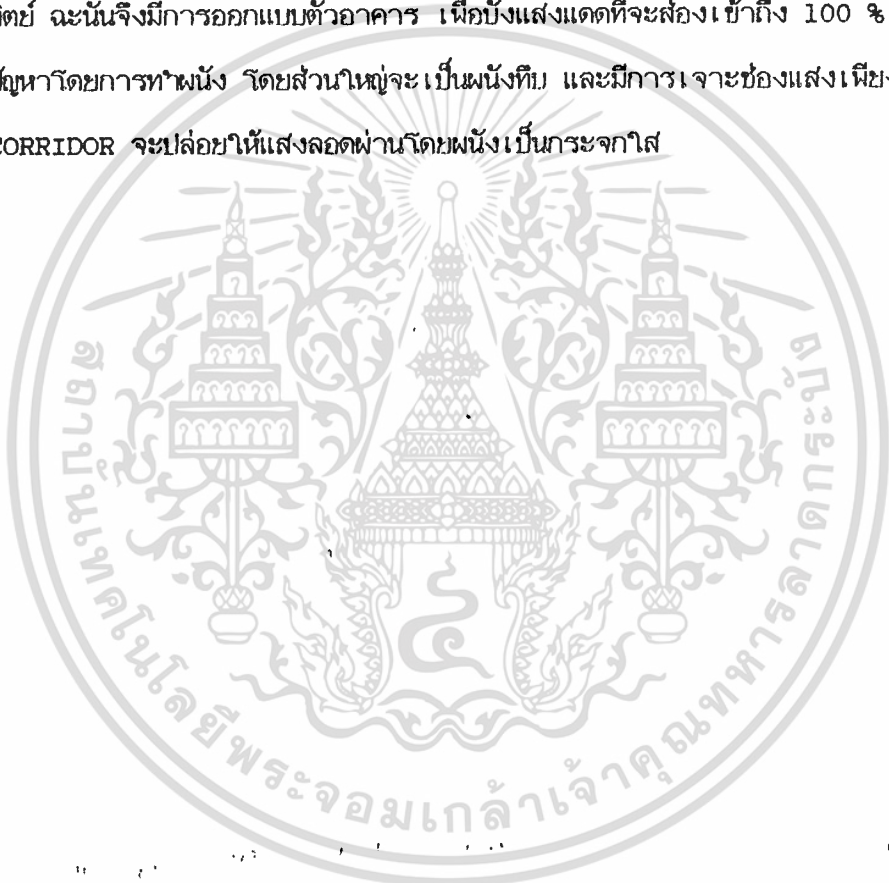 ตย์ ฉะนั้นจึงมีการออกแบบตัวอาคาร เพื่อบังแสงแดดที่จะส่องเข้าถึง 100 %
ัญหาโดยการทำผนัง โดยส่วนใหญ่จะเป็นผนังทึบ และมีการเจาะช่องแสงเพียง
CORRIDOR จะปล่อยให้แสงลอดผ่านโดยผนังเป็นกระจกใส
สถาบันเทคโนโลยีพระจอมเกล้าเจ้าคุณทหารลาดกระบัง